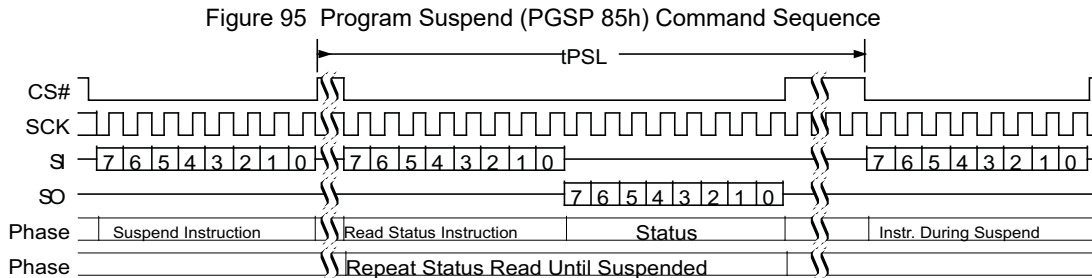 Figure 95 Program Suspend (PGSP 85h) Command Sequence
tPSL
CS#
SCK
SI 7 6 5 4 3 2 1 0 7 6 5 4 3 2 1 0 7 6 5 4 3 2 1 0
SO 7 6 5 4 3 2 1 0
Phase Suspend Instruction Read Status Instruction Status Instr. During Suspend
Phase Repeat Status Read Until Suspended